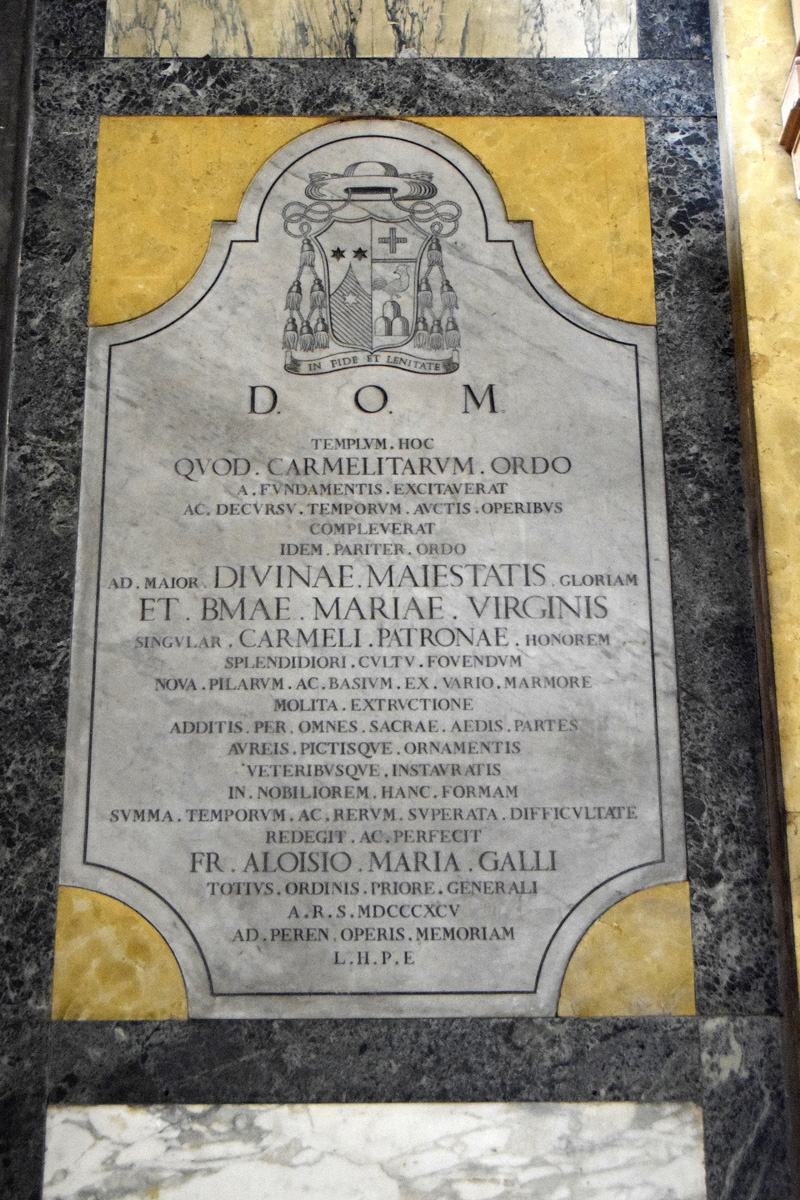 IN FIDE ET LENITATE
D. O. M.
TEMPLVM.HOC
QVOD.CARMELITARVM.ORDO
A.FVNDAMENTIS.EXCITAVERAT
AC.DECVRSV.TEMPORVM.AVCTIS.OPERIBVS
COMPLEVERAT
IDEM.PARITER.ORDO
AD.MAIOR.DIVINAE.MAIESTATIS.GLORIAM
ET.BMAE.MARIAE.VIRGINIS
SINGVLAR.CARMELI.PATRONAE.HONOREM
SPLENDIDIORI.CVLTV.FOVENDVM
NOVA.PILARVM.AC.BASIVM.EX.VARIO.MARMORE
MOLITA.EXTRVCTIONE
ADDITIS.PER.OMNES.SACRAE.AEDIS.PARTES
AVREIS.PICTISQVE.ORNAMENTIS
VETERIBVSQVE.INSTAVRATIS
IN.NOBILIOREM.HANC.FORMAM
SVMMA.TEMPORVM.AC.RERVM.SVPERATA.DIFFICVLTATE
REDEGIT.AC.PERFECIT
FR.ALOISIO.MARIA.GALLI
TOTIVS.ORDINIS.PRIORE.GENERALI
A.R.S.MDCCCXCV
AD.PEREN.OPERIS.MEMORIAM
L.H.P.E